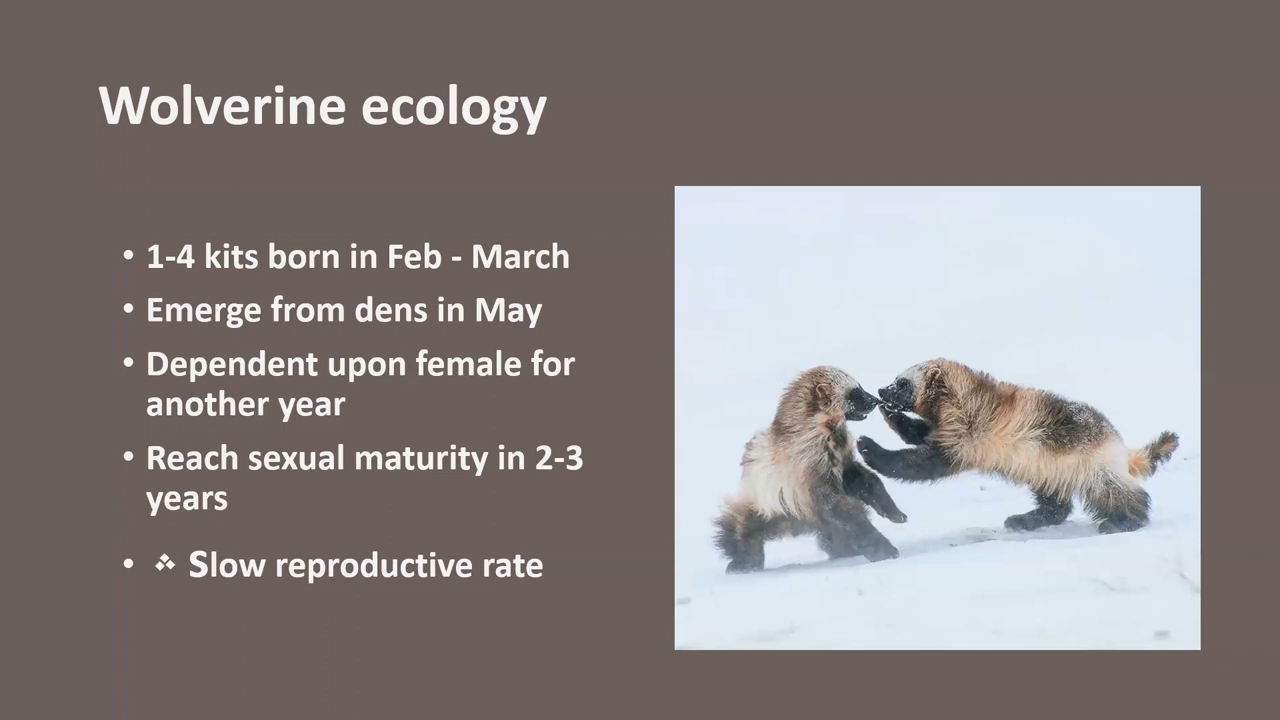 Wolverine ecology
• 1-4 kits born in Feb - March
• Emerge from dens in May
• Dependent upon female for
another year
• Reach sexual maturity in 2-3
years
• ❖ Slow reproductive rate